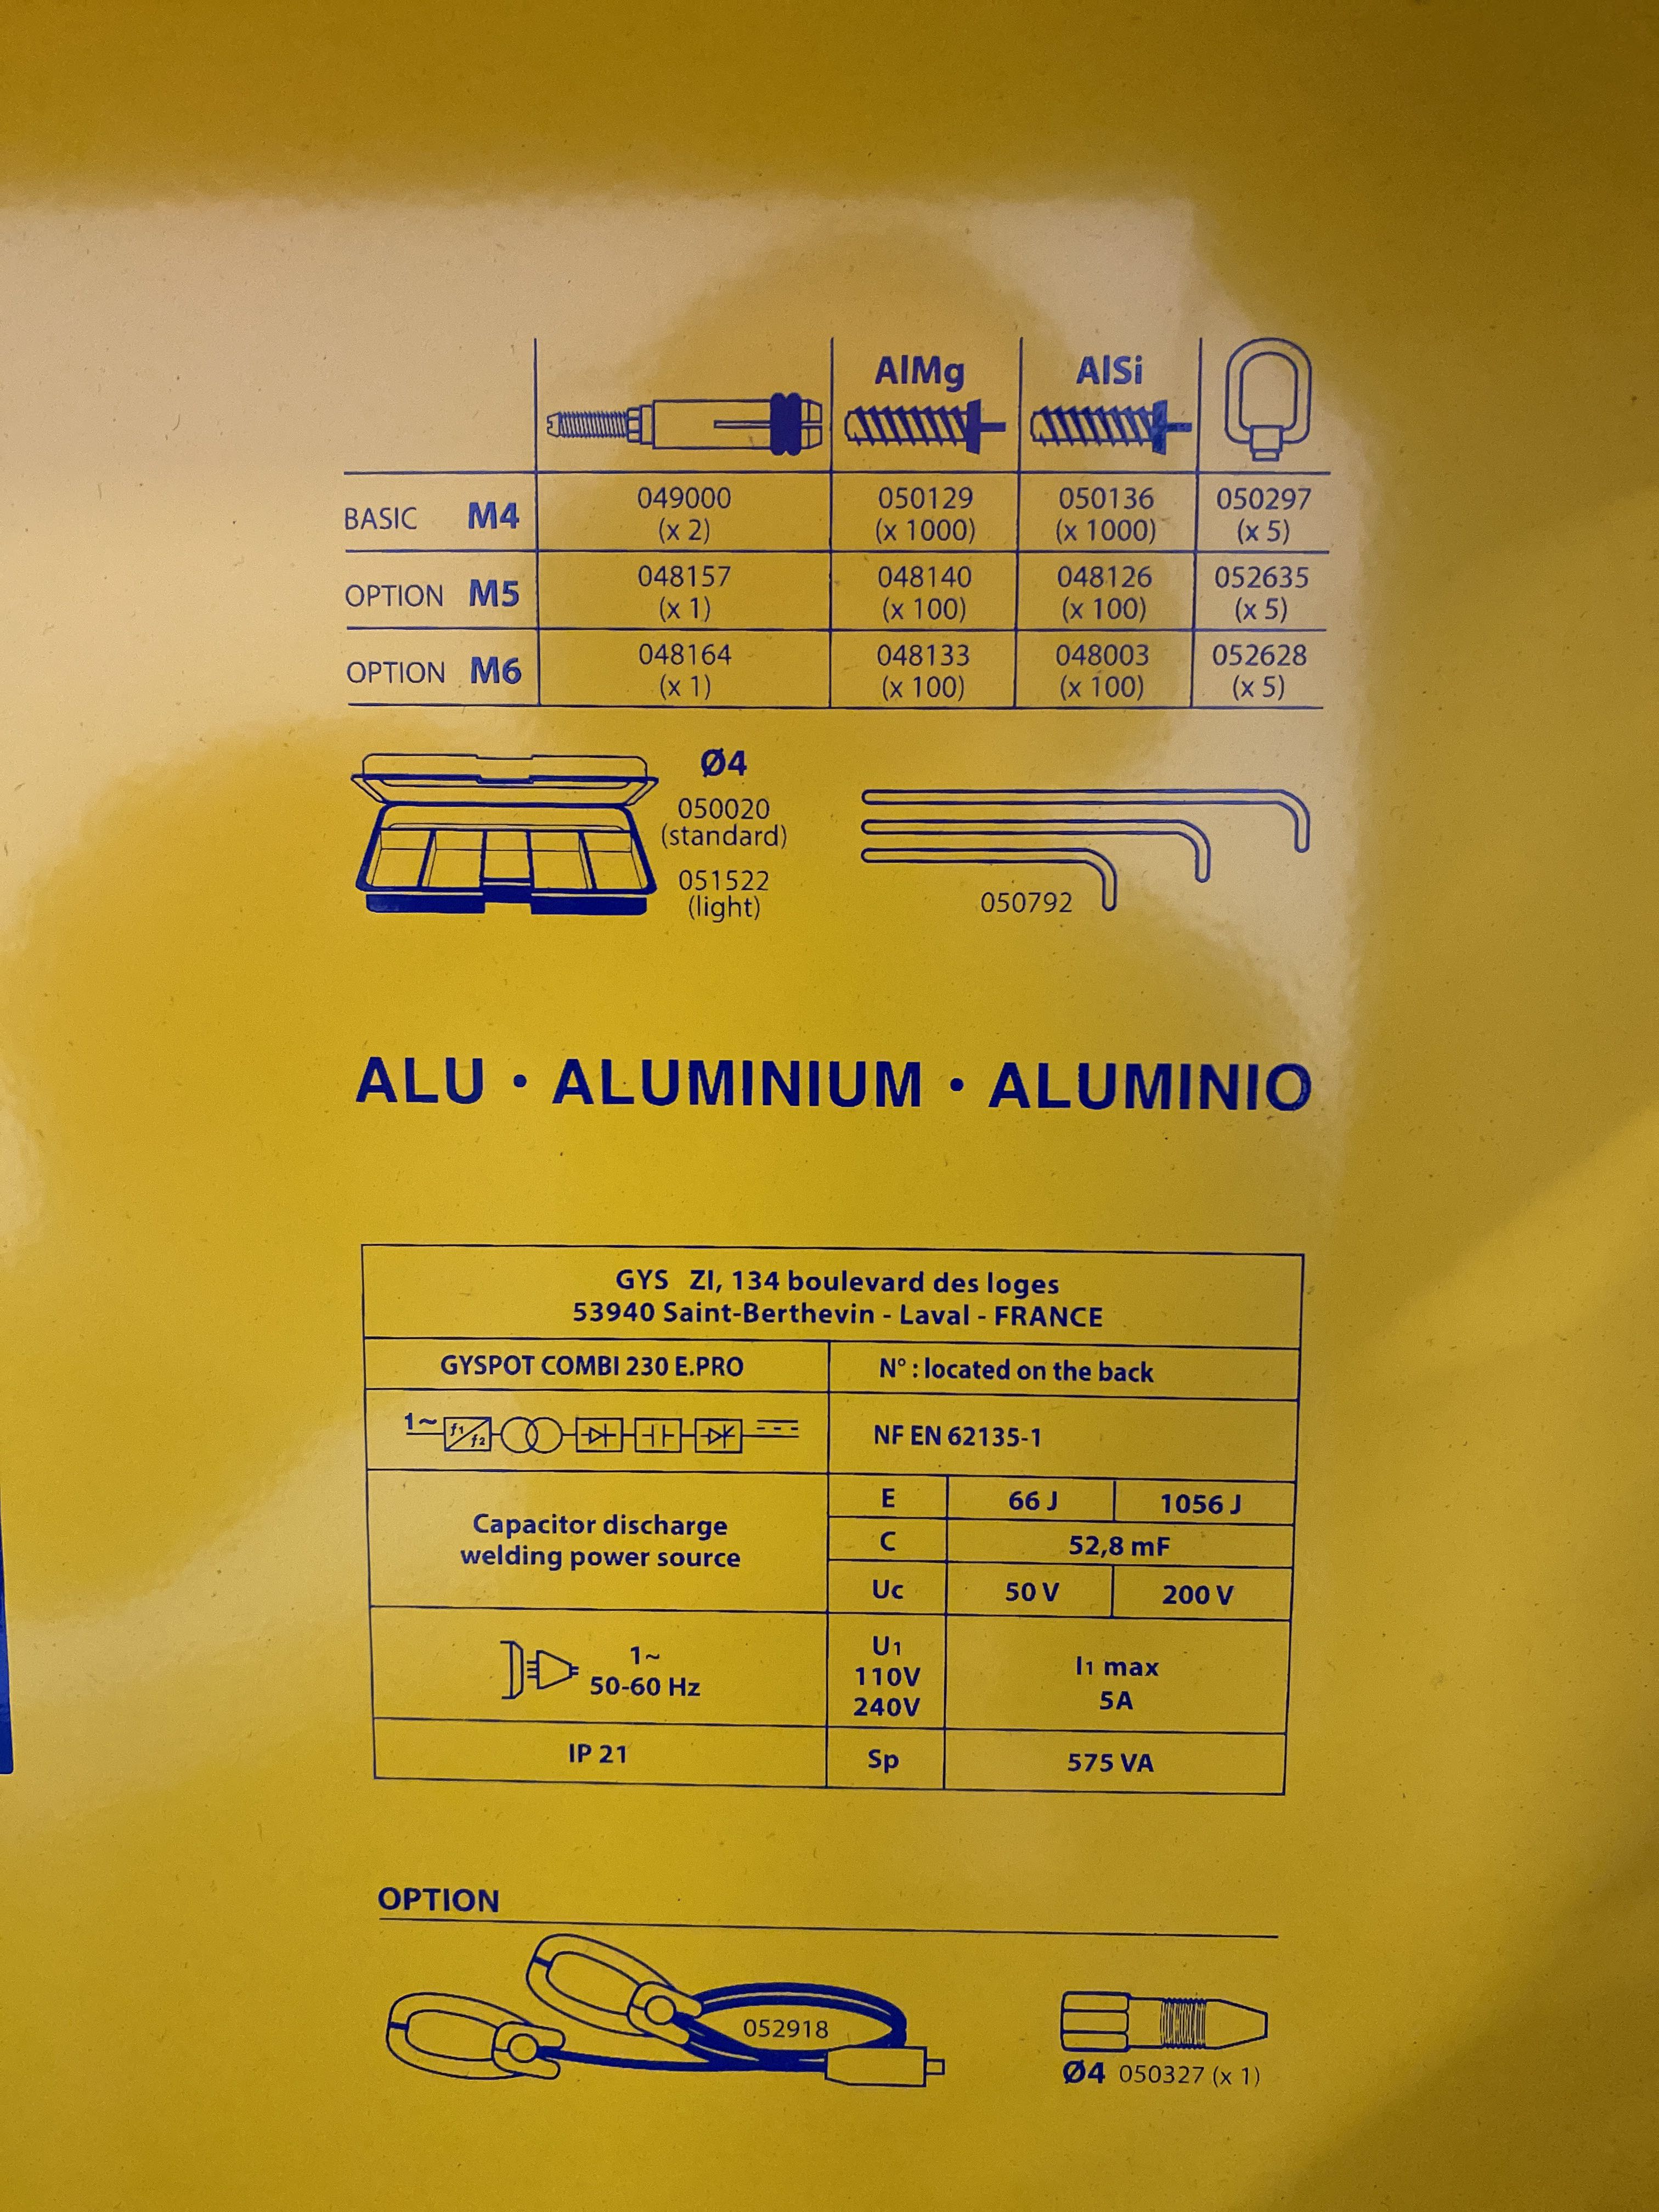 AlMg AlSi
BASIC M4 049000 050129 050136 050297
(x 2) (x 1000) (x 1000) (x 5)
OPTION M5 048157 048140 048126 052635
(x 1) (x 100) (x 100) (x 5)
OPTION M6 048164 048133 048003 052628
(x 1) (x 100) (x 100) (x 5)
Ø4
050020
(standard)
051522
(light)
050792
ALU · ALUMINIUM · ALUMINIO
GYS ZI, 134 boulevard des loges
53940 Saint-Berthevin - Laval - FRANCE
GYSPOT COMBI 230 E.PRO N° : located on the back
1~ f1 f2 NF EN 62135-1
Capacitor discharge
welding power source
E 66 J 1056 J
C 52,8 mF
Uc 50 V 200 V
1~
50-60 Hz
U1
110V
240V
I1 max
5A
IP 21 Sp 575 VA
OPTION
052918
Ø4 050327 (x 1)